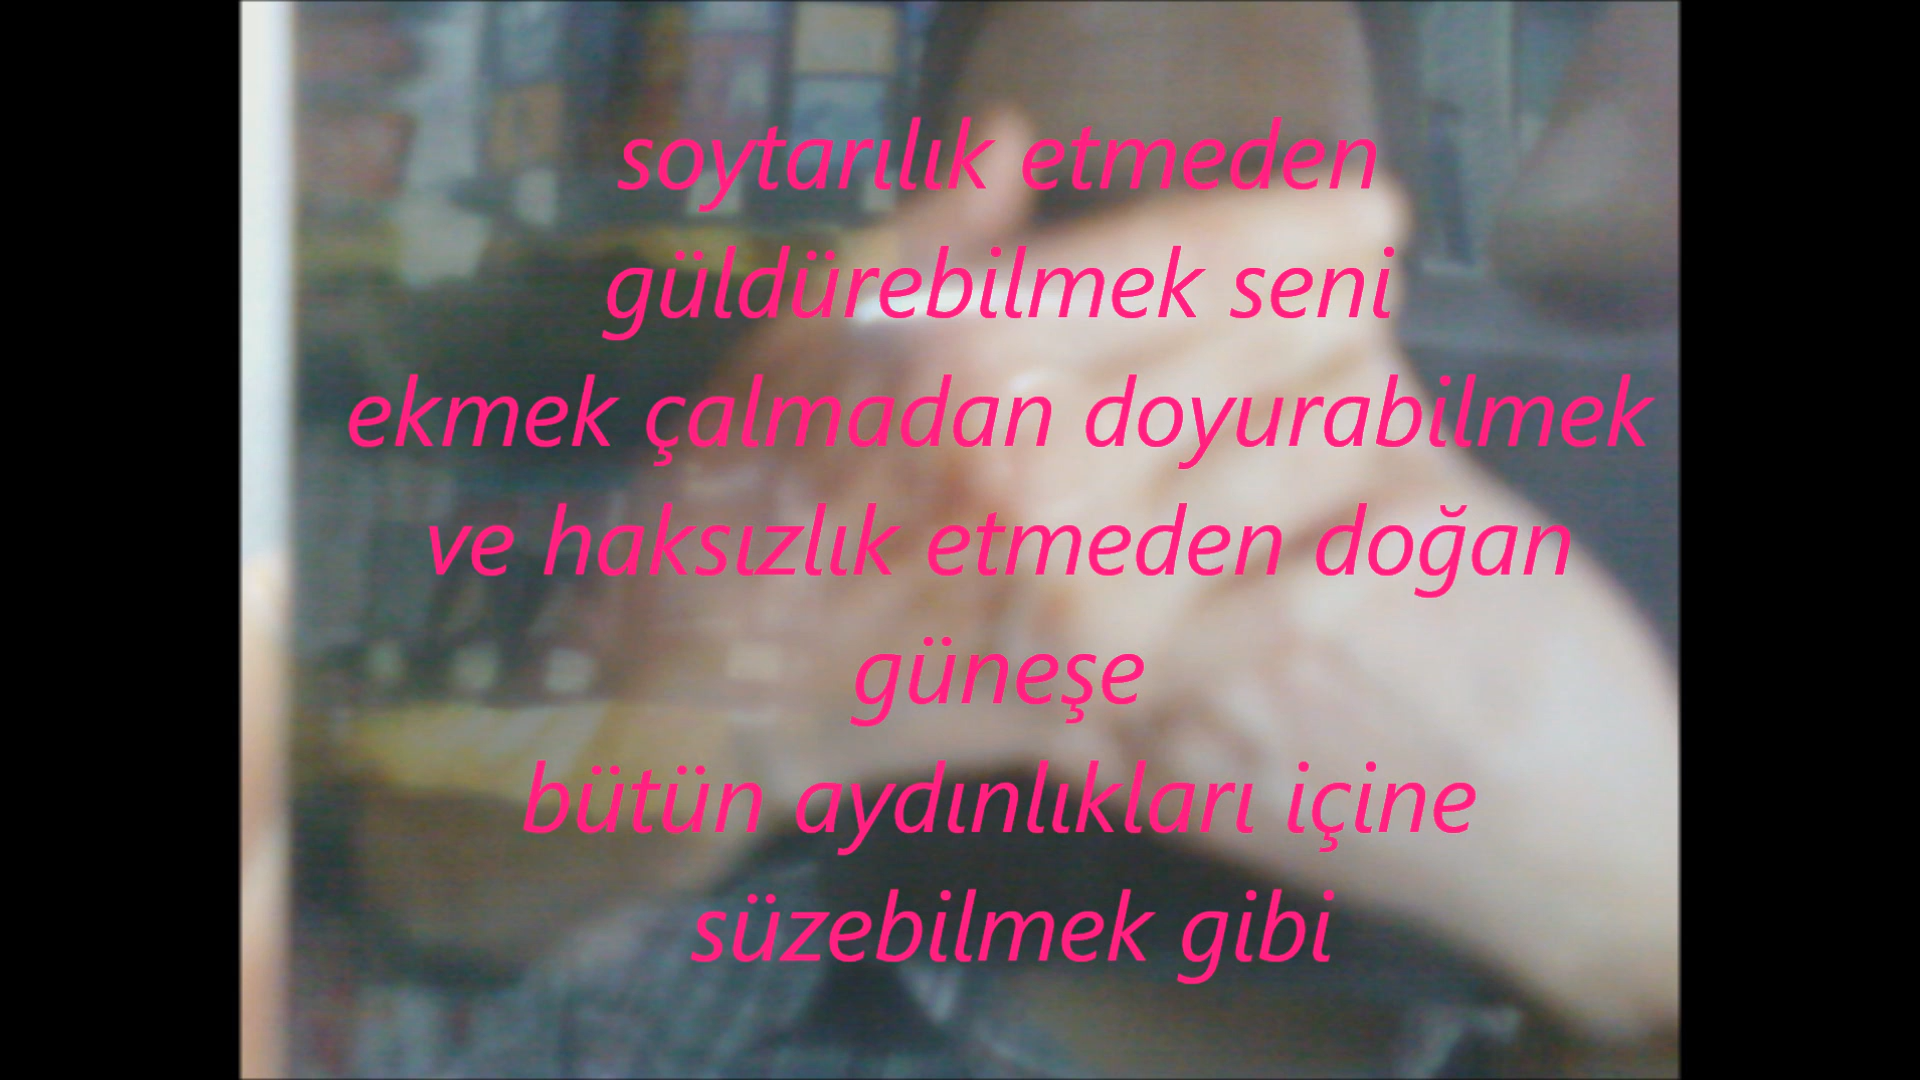 soytarılık etmeden
güldürebilmek seni
ekmek çalmadan doyurabilmek
ve haksızlık etmeden doğan
güneşe
bütün aydınlıkları içine
süzebilmek gibi